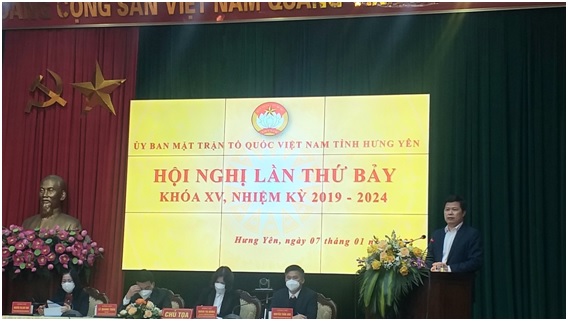 CỘNG SẢN VIỆT NAM QUANG
ỦY BAN MẶT TRẬN TỔ QUỐC VIỆT NAM TỈNH HƯNG YÊN
HỘI NGHỊ LẦN THỨ BẢY
KHÓA XV, NHIỆM KỲ 2019 - 2024
Hưng Yên, ngày 07 tháng 01
CHỦ TỌA